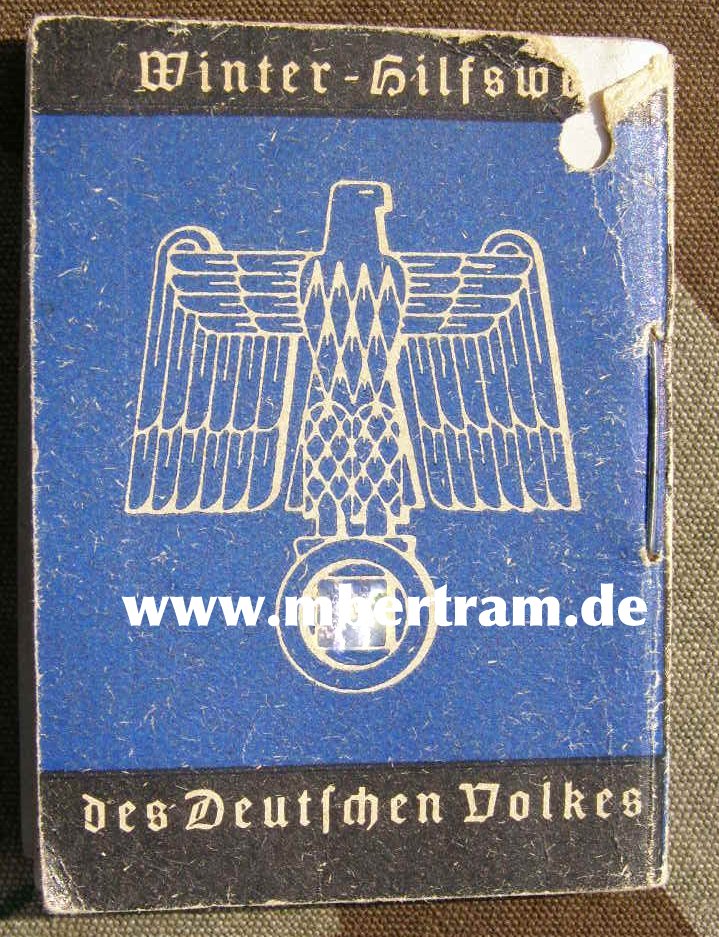 Winter-Hilfswe
www.mbertram.de
des Deutſchen Volkes